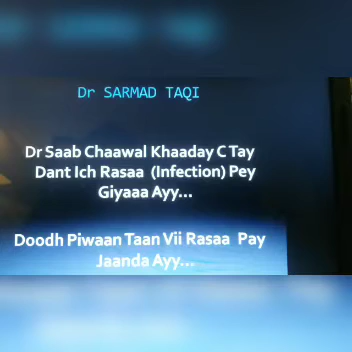 Dr SARMAD TAQI
Dr Saab Chaawal Khaaday C Tay
Dant Ich Rasaa (Infection) Pey
Giyaaa Ayy...
Doodh Piwaan Taan Vii Rasaa Pay
Jaanda Ayy...